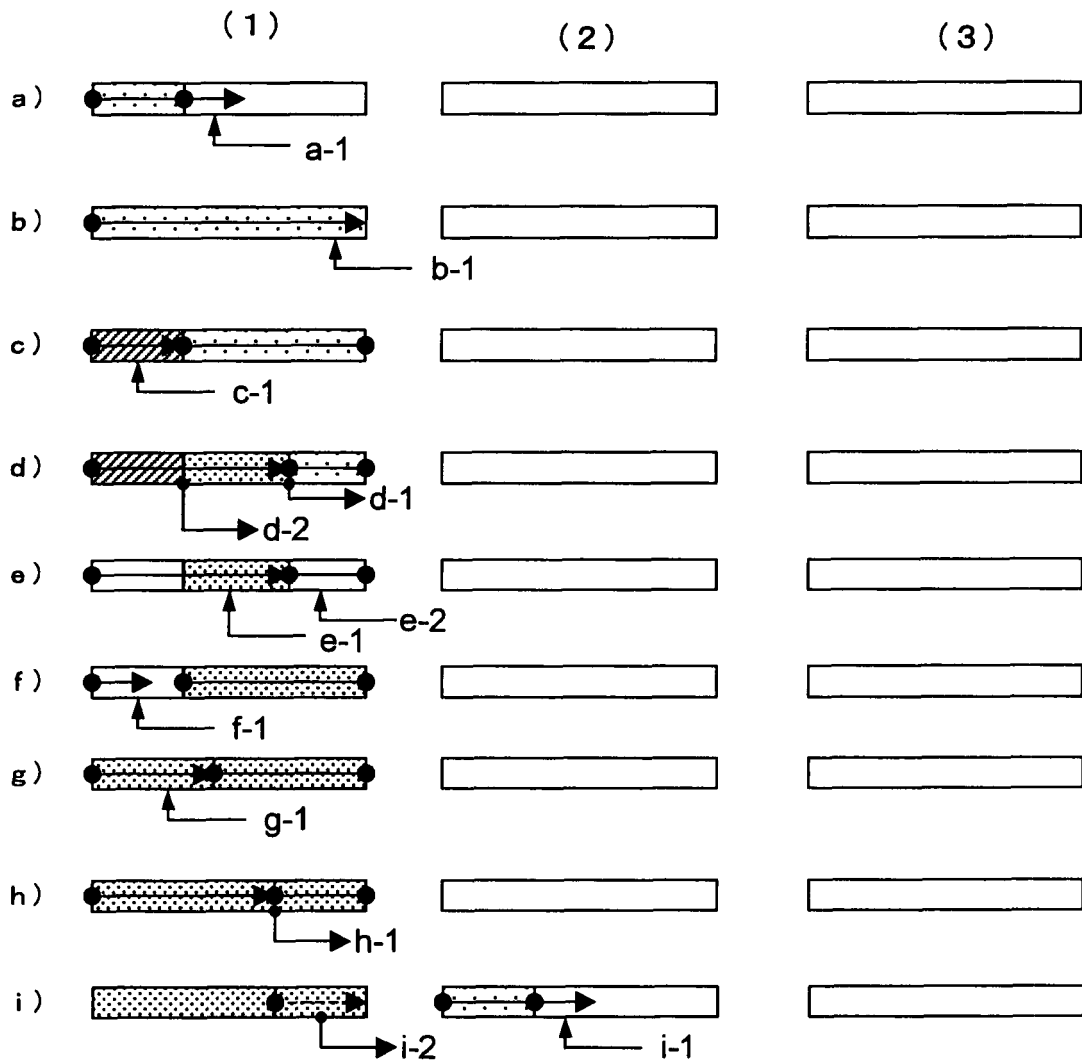 (1) (2) (3)
a)
a-1
b)
b-1
c)
c-1
d)
d-1
d-2
e)
e-2
e-1
f)
f-1
g)
g-1
h)
h-1
i)
i-2 i-1